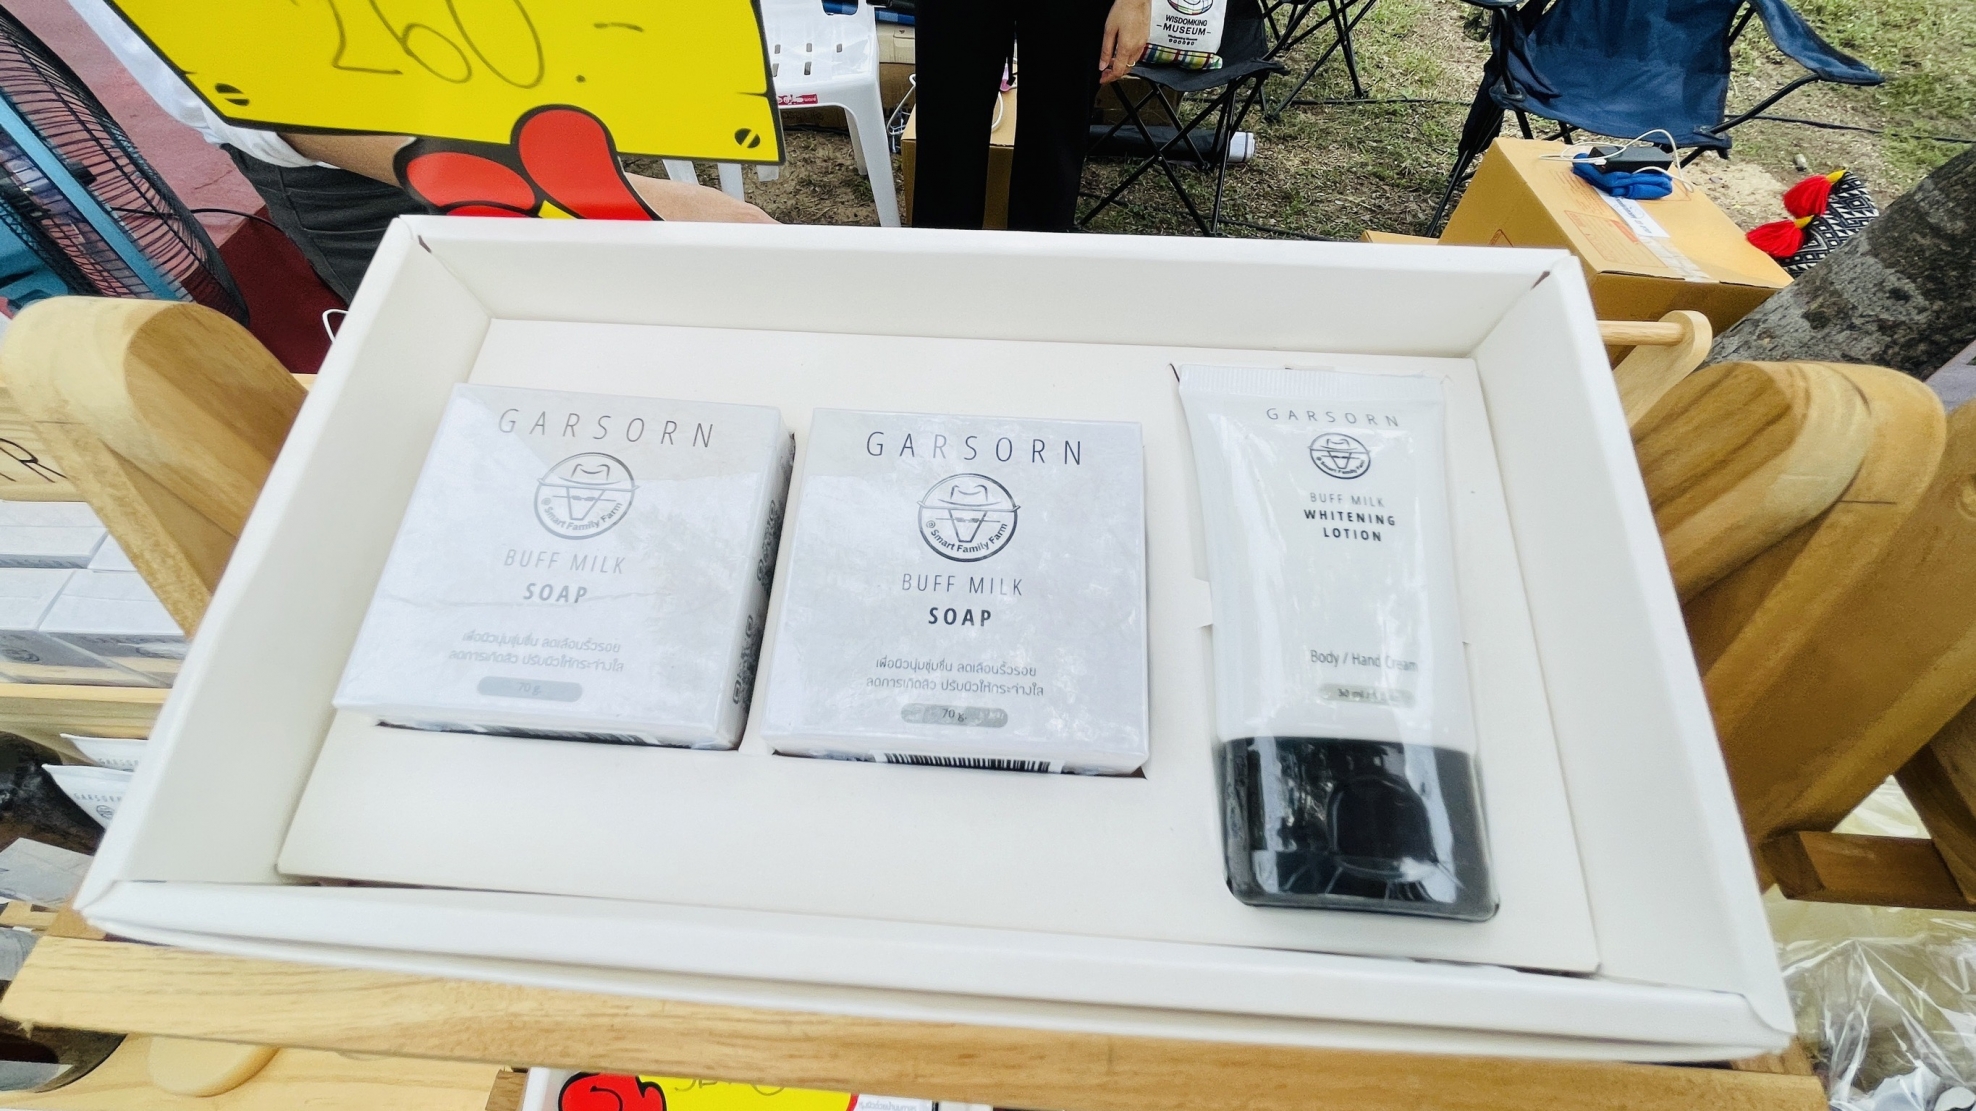 260.-
WISDOMKING
MUSEUM
GARSORN
@ Smart Family Farm
BUFF MILK
SOAP
เพื่อผิวนุ่มชุ่มชื่น ลดเลือนริ้วรอย
ลดการเกิดสิว ปรับผิวให้กระจ่างใส
70 g.
GARSORN
@ Smart Family Farm
BUFF MILK
SOAP
เพื่อผิวนุ่มชุ่มชื่น ลดเลือนริ้วรอย
ลดการเกิดสิว ปรับผิวให้กระจ่างใส
70 g.
GARSORN
@ Smart Family Farm
BUFF MILK
WHITENING
LOTION
Body / Hand Cream
30 ml
GARSORN